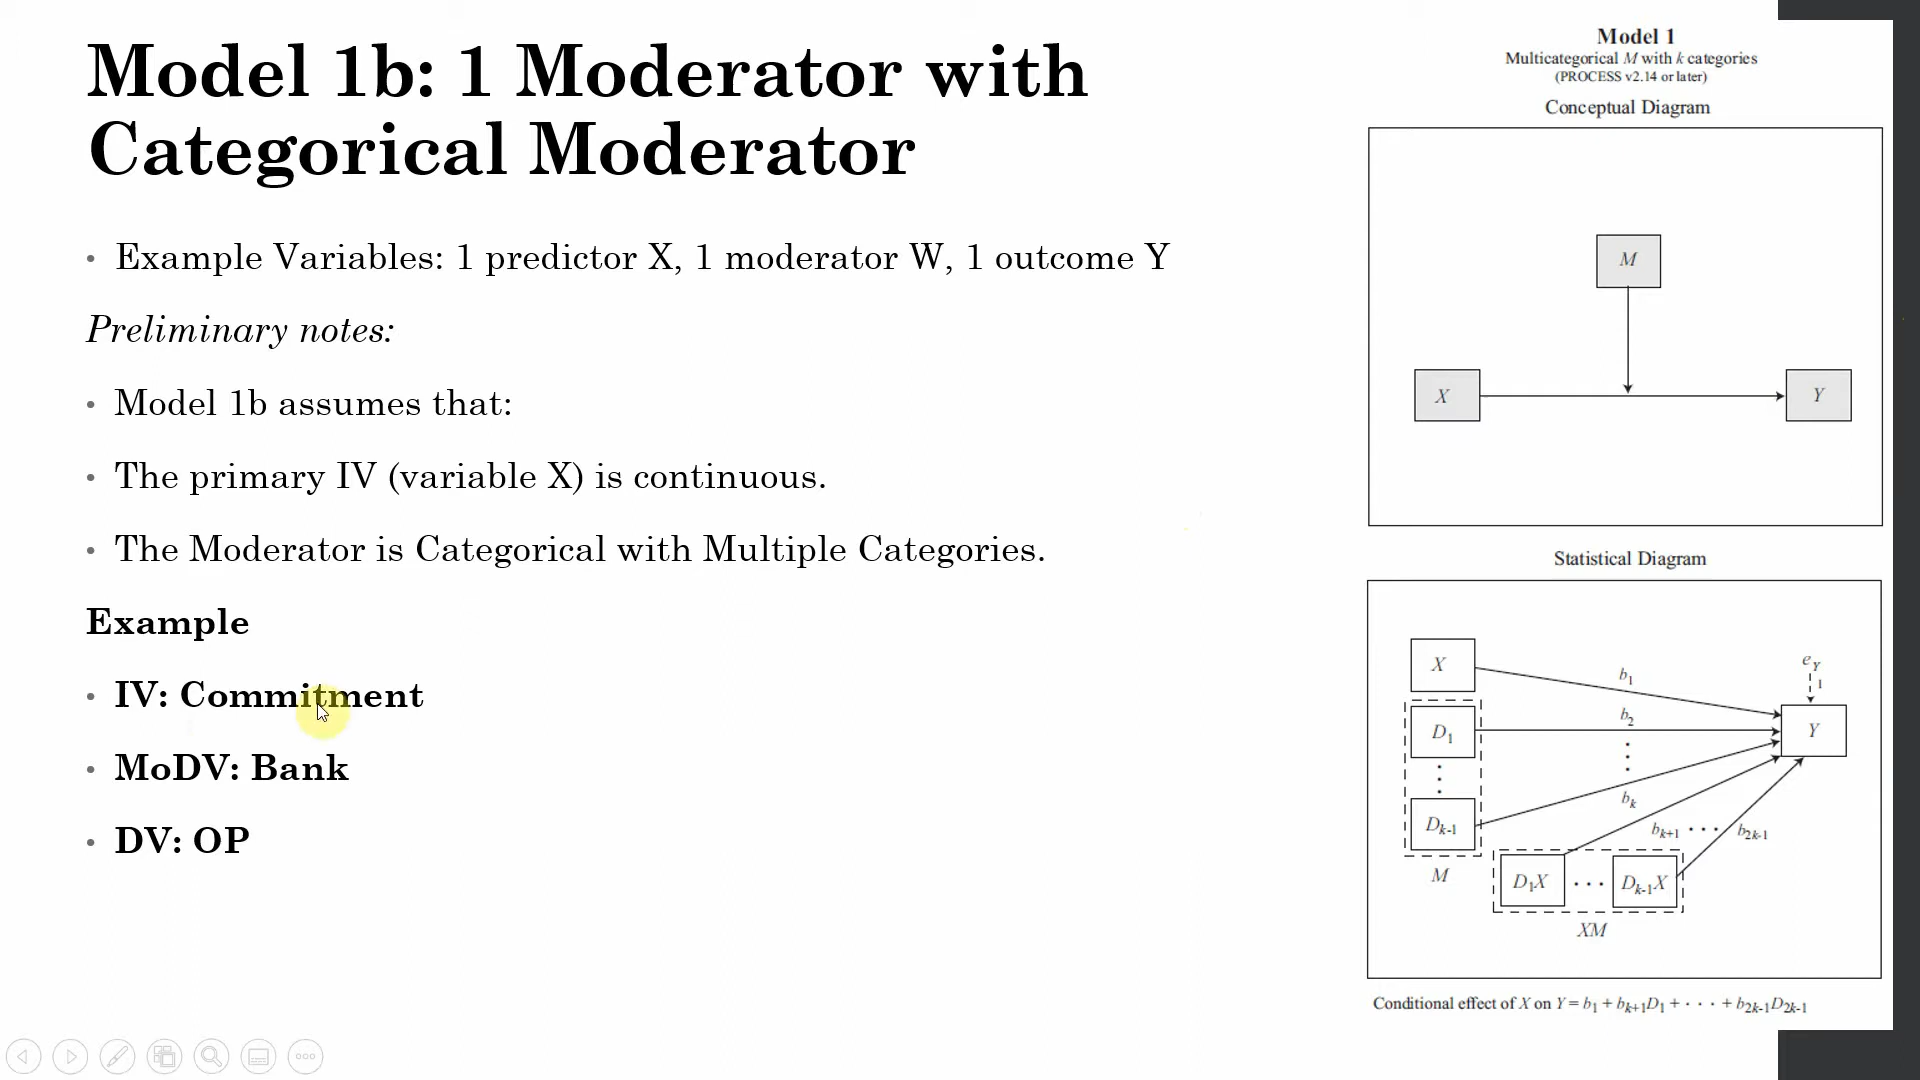 Model 1b: 1 Moderator with
Categorical Moderator
• Example Variables: 1 predictor X, 1 moderator W, 1 outcome Y
Preliminary notes:
• Model 1b assumes that:
• The primary IV (variable X) is continuous.
• The Moderator is Categorical with Multiple Categories.
Example
• IV: Commitment
• MoDV: Bank
• DV: OP
Model 1
Multicategorical M with k categories
(PROCESS v2.14 or later)
Conceptual Diagram
M
X
Y
Statistical Diagram
X
b1
eY
1
D1
b2
Y
Dk-1
bk
bk+1 · · · b2k-1
M
D1X · · · Dk-1X
XM
Conditional effect of X on Y = b1 + bk+1D1 + · · · + b2k-1D2k-1